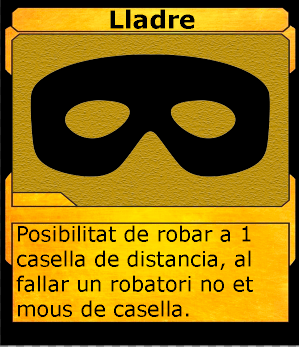 Lladre
Posibilitat de robar a 1
casella de distancia, al
fallar un robatori no et
mous de casella.